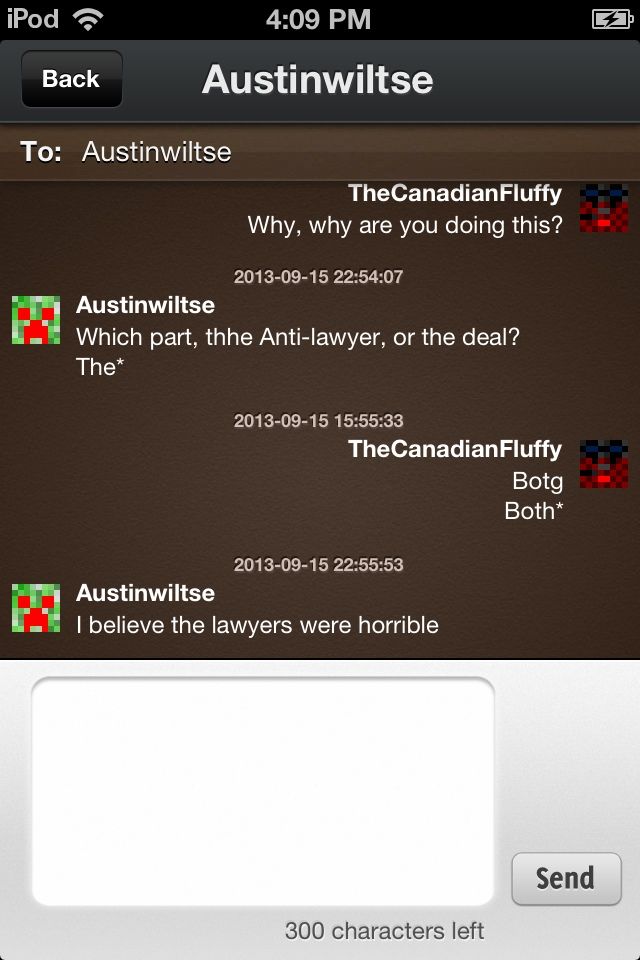 iPod 4:09 PM
Back Austinwiltse
To: Austinwiltse
TheCanadianFluffy
Why, why are you doing this?
2013-09-15 22:54:07
Austinwiltse
Which part, thhe Anti-lawyer, or the deal?
The*
2013-09-15 15:55:33
TheCanadianFluffy
Botg
Both*
2013-09-15 22:55:53
Austinwiltse
I believe the lawyers were horrible
Send
300 characters left